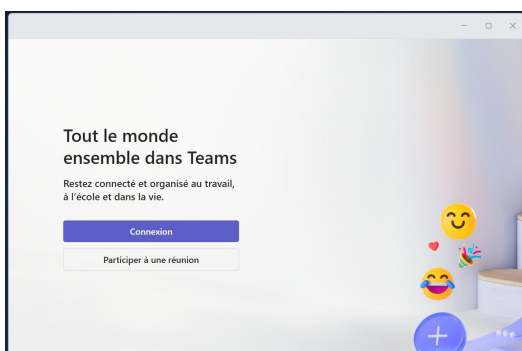 Tout le monde
ensemble dans Teams
Restez connecté et organisé au travail,
à l'école et dans la vie.
Connexion
Participer à une réunion